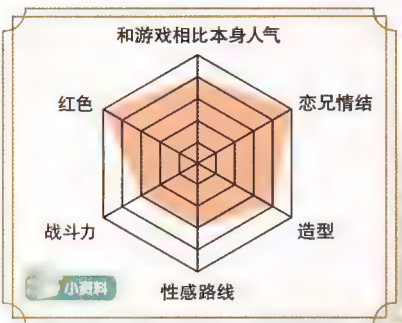 和游戏相比本身人气
红色
恋兄情结
战斗力
造型
性感路线
小资料